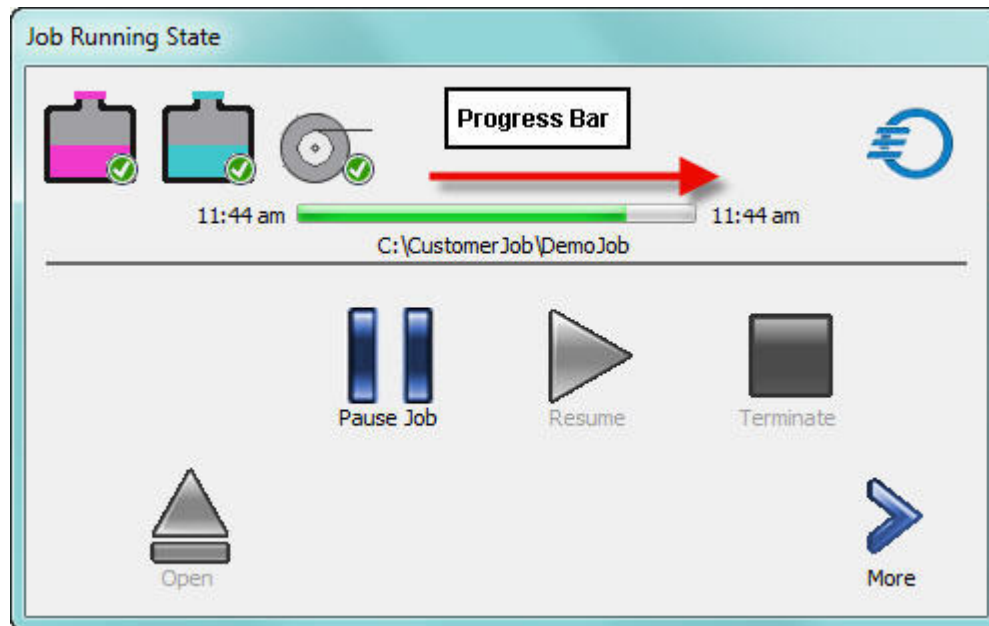 Job Running State
Progress Bar
11:44 am 11:44 am
C:\CustomerJob\DemoJob
Pause Job Resume Terminate
Open More